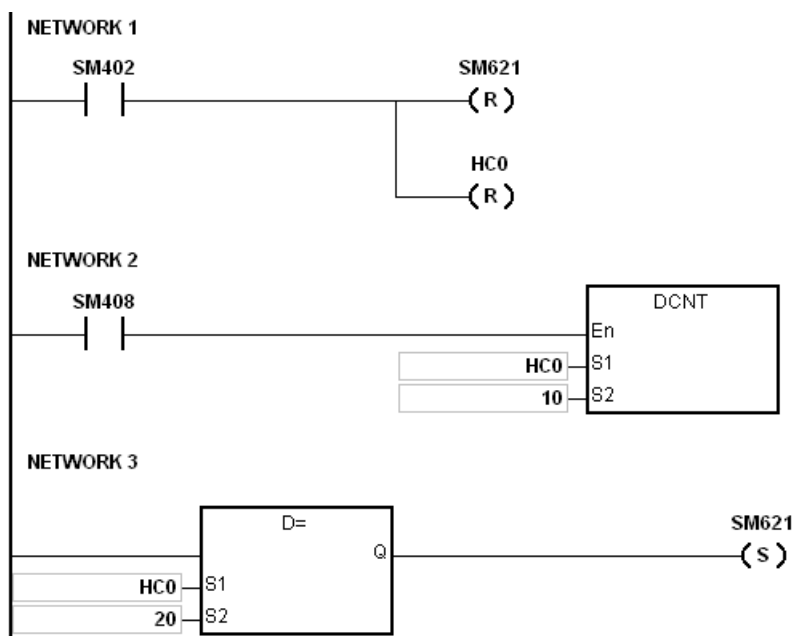 NETWORK 1
SM402 SM621
( R )
HC0
( R )
NETWORK 2
SM408
DCNT
En
HC0 S1
10 S2
NETWORK 3
D= SM621
Q ( S )
HC0 S1
20 S2